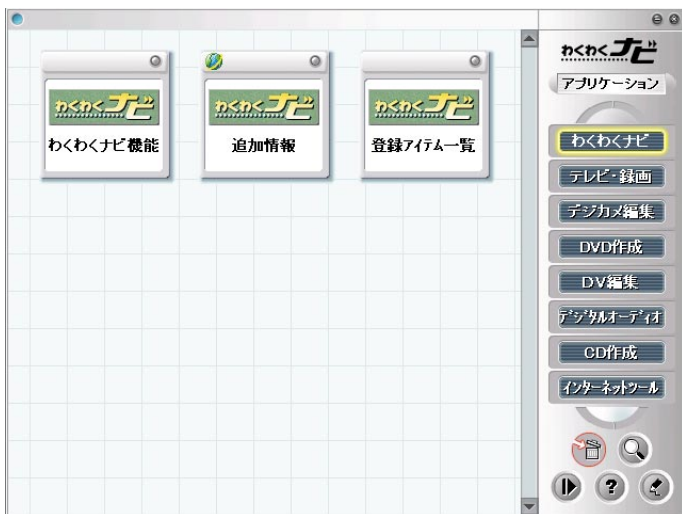 わくわくナビ
わくわくナビ機能
わくわくナビ
追加情報
わくわくナビ
登録アイテム一覧
わくわくナビ
アプリケーション
わくわくナビ
テレビ・録画
デジカメ編集
DVD作成
DV編集
デジタルオーディオ
CD作成
インターネットツール
?